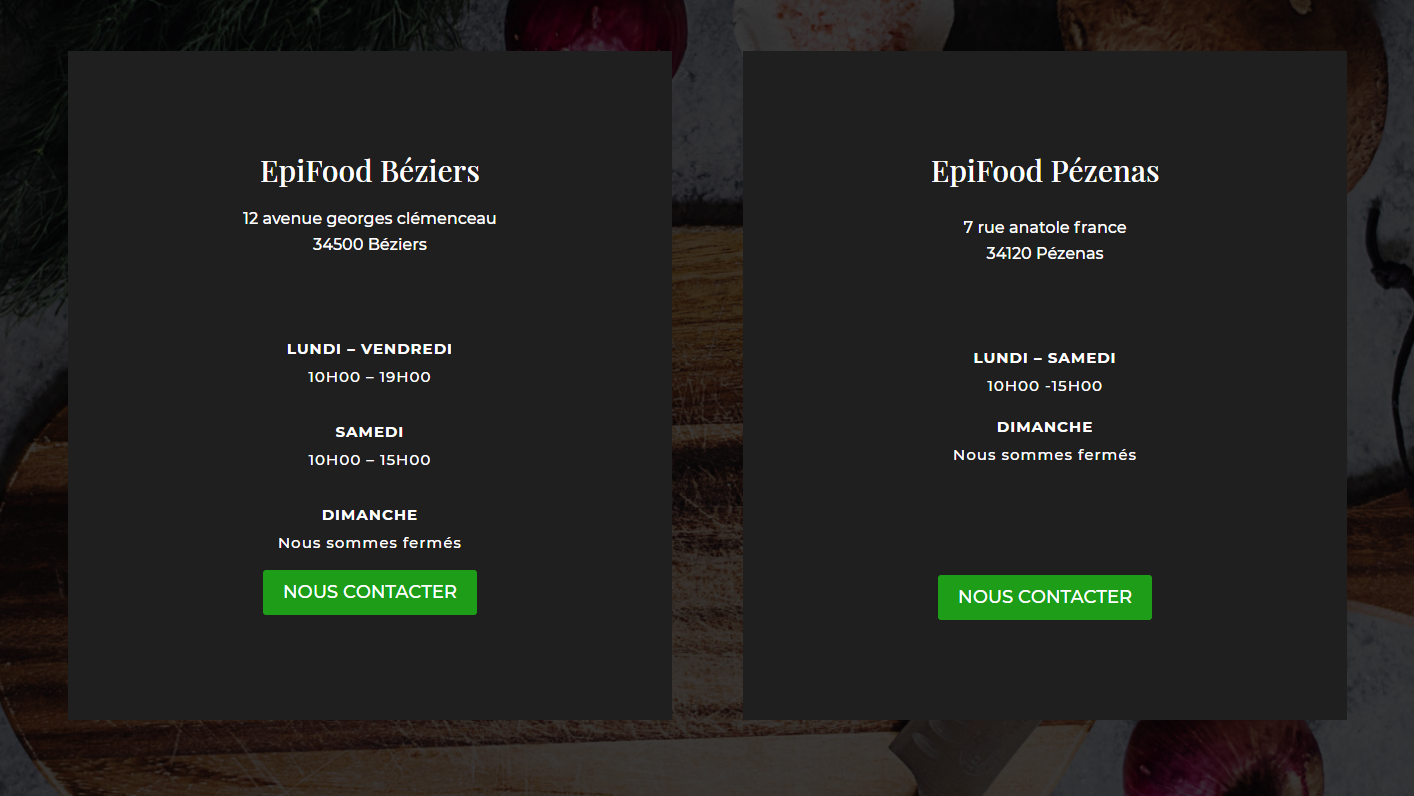 EpiFood Béziers
12 avenue georges clémenceau
34500 Béziers
LUNDI – VENDREDI
10H00 – 19H00
SAMEDI
10H00 – 15H00
DIMANCHE
Nous sommes fermés
NOUS CONTACTER
EpiFood Pézenas
7 rue anatole france
34120 Pézenas
LUNDI – SAMEDI
10H00 -15H00
DIMANCHE
Nous sommes fermés
NOUS CONTACTER